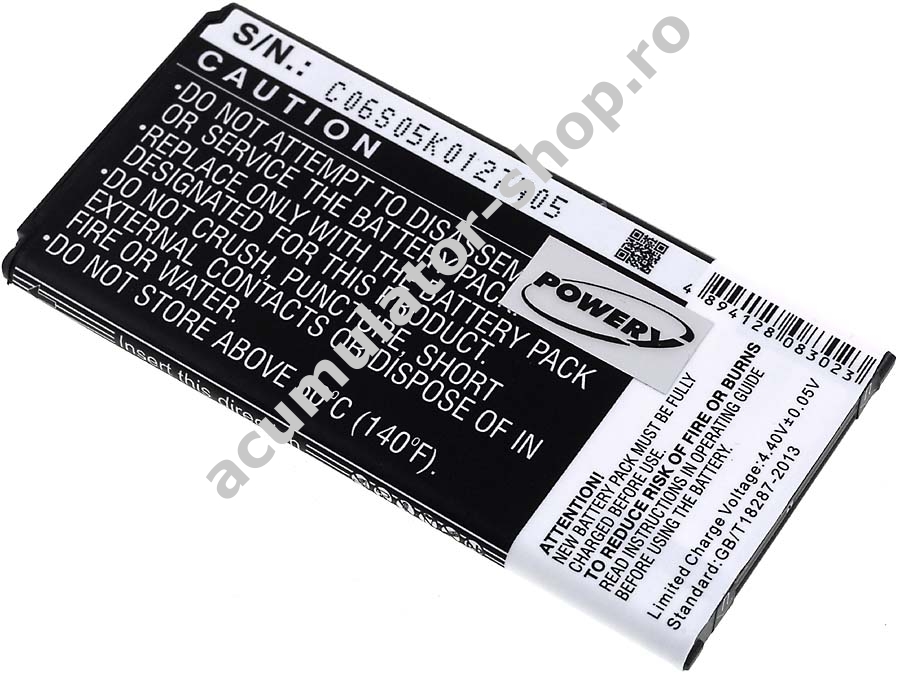 S/N.:
C06S05K012
05
CAUTION
•DO NOT ATTEMPT TO DISASSEM
OR SERVICE THE BATTERY PACK.
•REPLACE ONLY WITH THE BATTERY PACK
DESIGNATED FOR THIS PRODUCT.
•DO NOT CRUSH, PUNCTURE, SHORT
EXTERNAL CONTACTS OR DISPOSE OF IN
FIRE OR WATER.
•DO NOT STORE ABOVE 60°C (140°F).
Insert this direction
POWERY
4 894128 083023
ATTENTION!
NEW BATTERY PACK MUST BE FULLY
CHARGED BEFORE USE.
TO REDUCE RISK OF FIRE OR BURNS
READ INSTRUCTIONS IN OPERATING GUIDE
BEFORE USING.
Limited Charge Voltage:4.40V±0.05V
Standard:GB/T18287-2013
acumulator-shop.ro